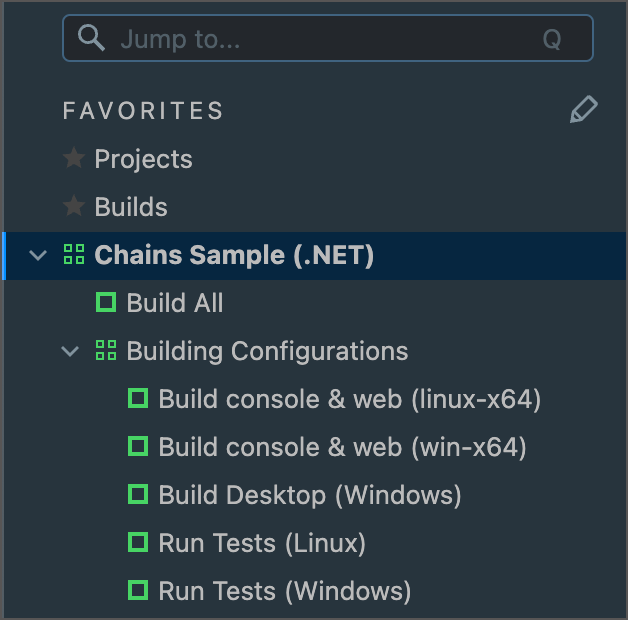 Jump to... Q
FAVORITES
Projects
Builds
Chains Sample (.NET)
Build All
Building Configurations
Build console & web (linux-x64)
Build console & web (win-x64)
Build Desktop (Windows)
Run Tests (Linux)
Run Tests (Windows)